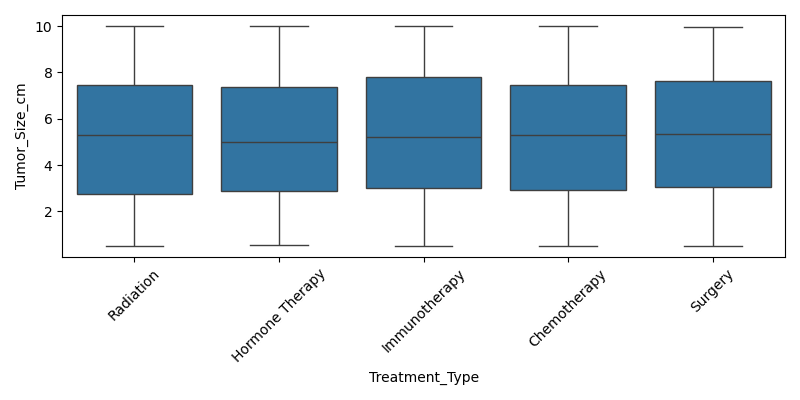 Tumor_Size_cm
10
8
6
4
2
Radiation
Hormone Therapy
Immunotherapy
Chemotherapy
Surgery
Treatment_Type